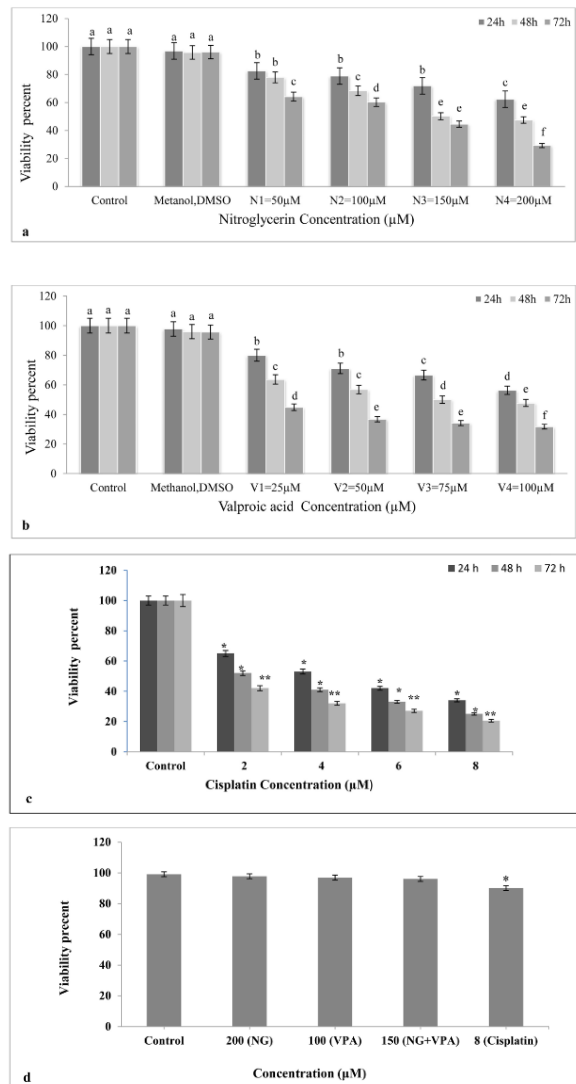 120
24h 48h 72h
100
80
60
40
20
0
Viability percent
a a a a a a b b c b c d b e e c e f
Control Metanol,DMSO N1=50µM N2=100µM N3=150µM N4=200µM
Nitroglycerin Concentration (µM)
a
120
24h 48h 72h
100
80
60
40
20
0
Viability percent
a a a a a a b c d b c e c d e d e f
Control Methanol,DMSO V1=25µM V2=50µM V3=75µM V4=100µM
Valproic acid Concentration (µM)
b
120
24 h 48 h 72 h
100
80
60
40
20
0
Viability percent
* * ** * * ** * * ** * * **
Control 2 4 6 8
Cisplatin Concentration (µM)
c
120
100
80
60
40
20
0
Viability precent
*
Control 200 (NG) 100 (VPA) 150 (NG+VPA) 8 (Cisplatin)
Concentration (µM)
d